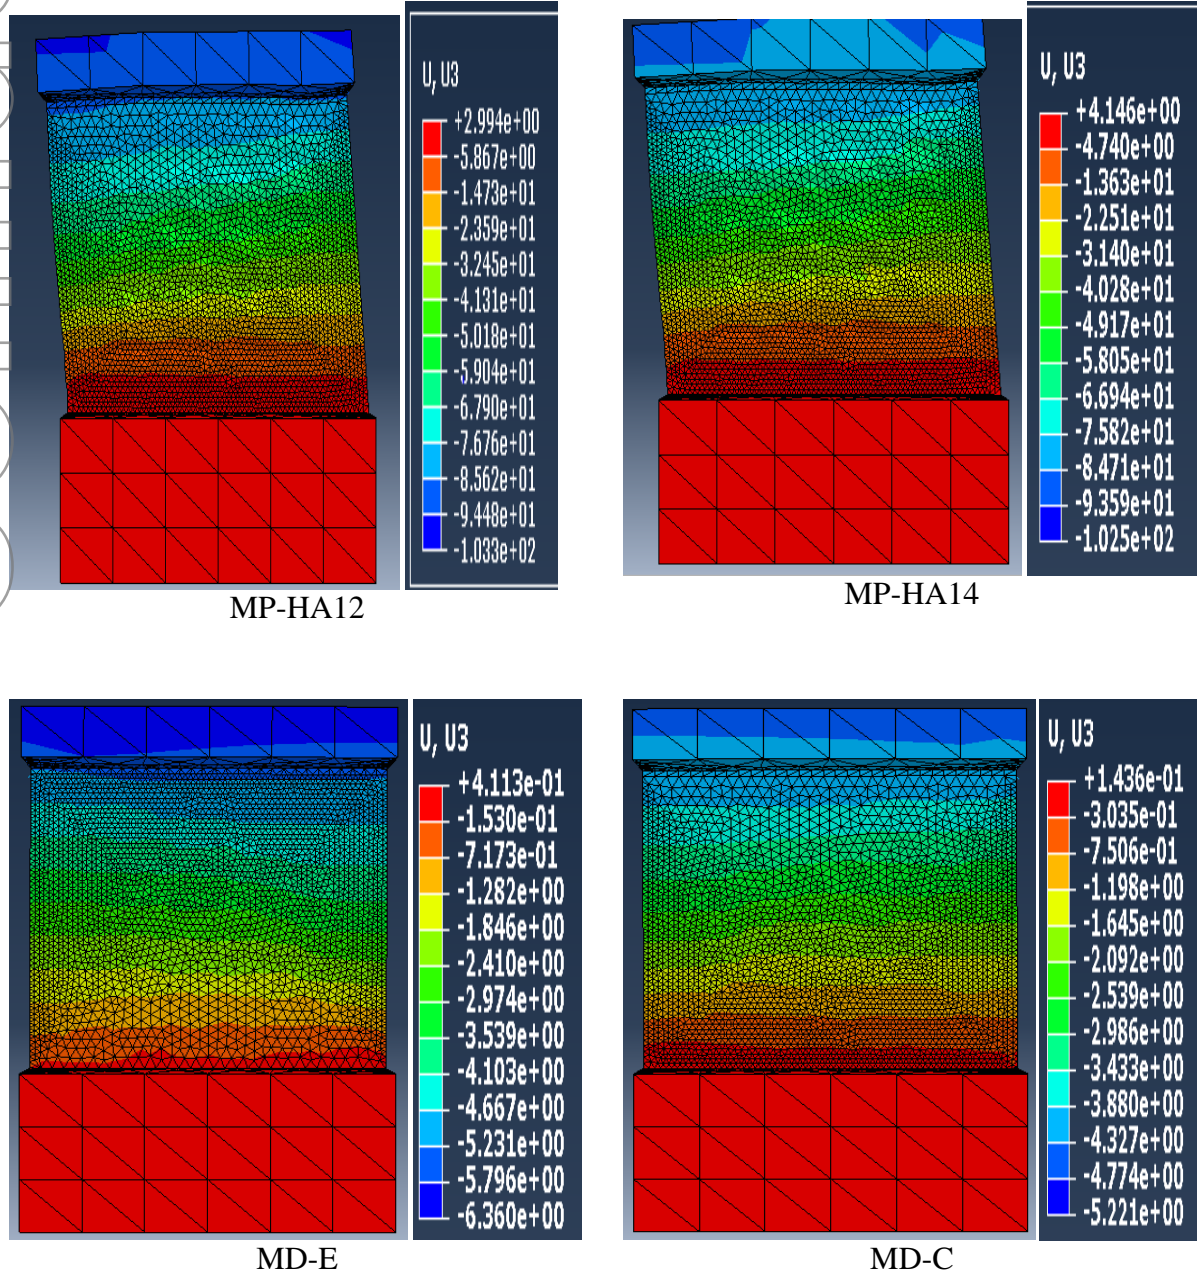 U, U3
+2.994e+00
-5.867e+00
-1.473e+01
-2.359e+01
-3.245e+01
-4.131e+01
-5.018e+01
-5.904e+01
-6.790e+01
-7.676e+01
-8.562e+01
-9.448e+01
-1.033e+02
MP-HA12
U, U3
+4.146e+00
-4.740e+00
-1.363e+01
-2.251e+01
-3.140e+01
-4.028e+01
-4.917e+01
-5.805e+01
-6.694e+01
-7.582e+01
-8.471e+01
-9.359e+01
-1.025e+02
MP-HA14
U, U3
+4.113e-01
-1.530e-01
-7.173e-01
-1.282e+00
-1.846e+00
-2.410e+00
-2.974e+00
-3.539e+00
-4.103e+00
-4.667e+00
-5.231e+00
-5.796e+00
-6.360e+00
MD-E
U, U3
+1.436e-01
-3.035e-01
-7.506e-01
-1.198e+00
-1.645e+00
-2.092e+00
-2.539e+00
-2.986e+00
-3.433e+00
-3.880e+00
-4.327e+00
-4.774e+00
-5.221e+00
MD-C